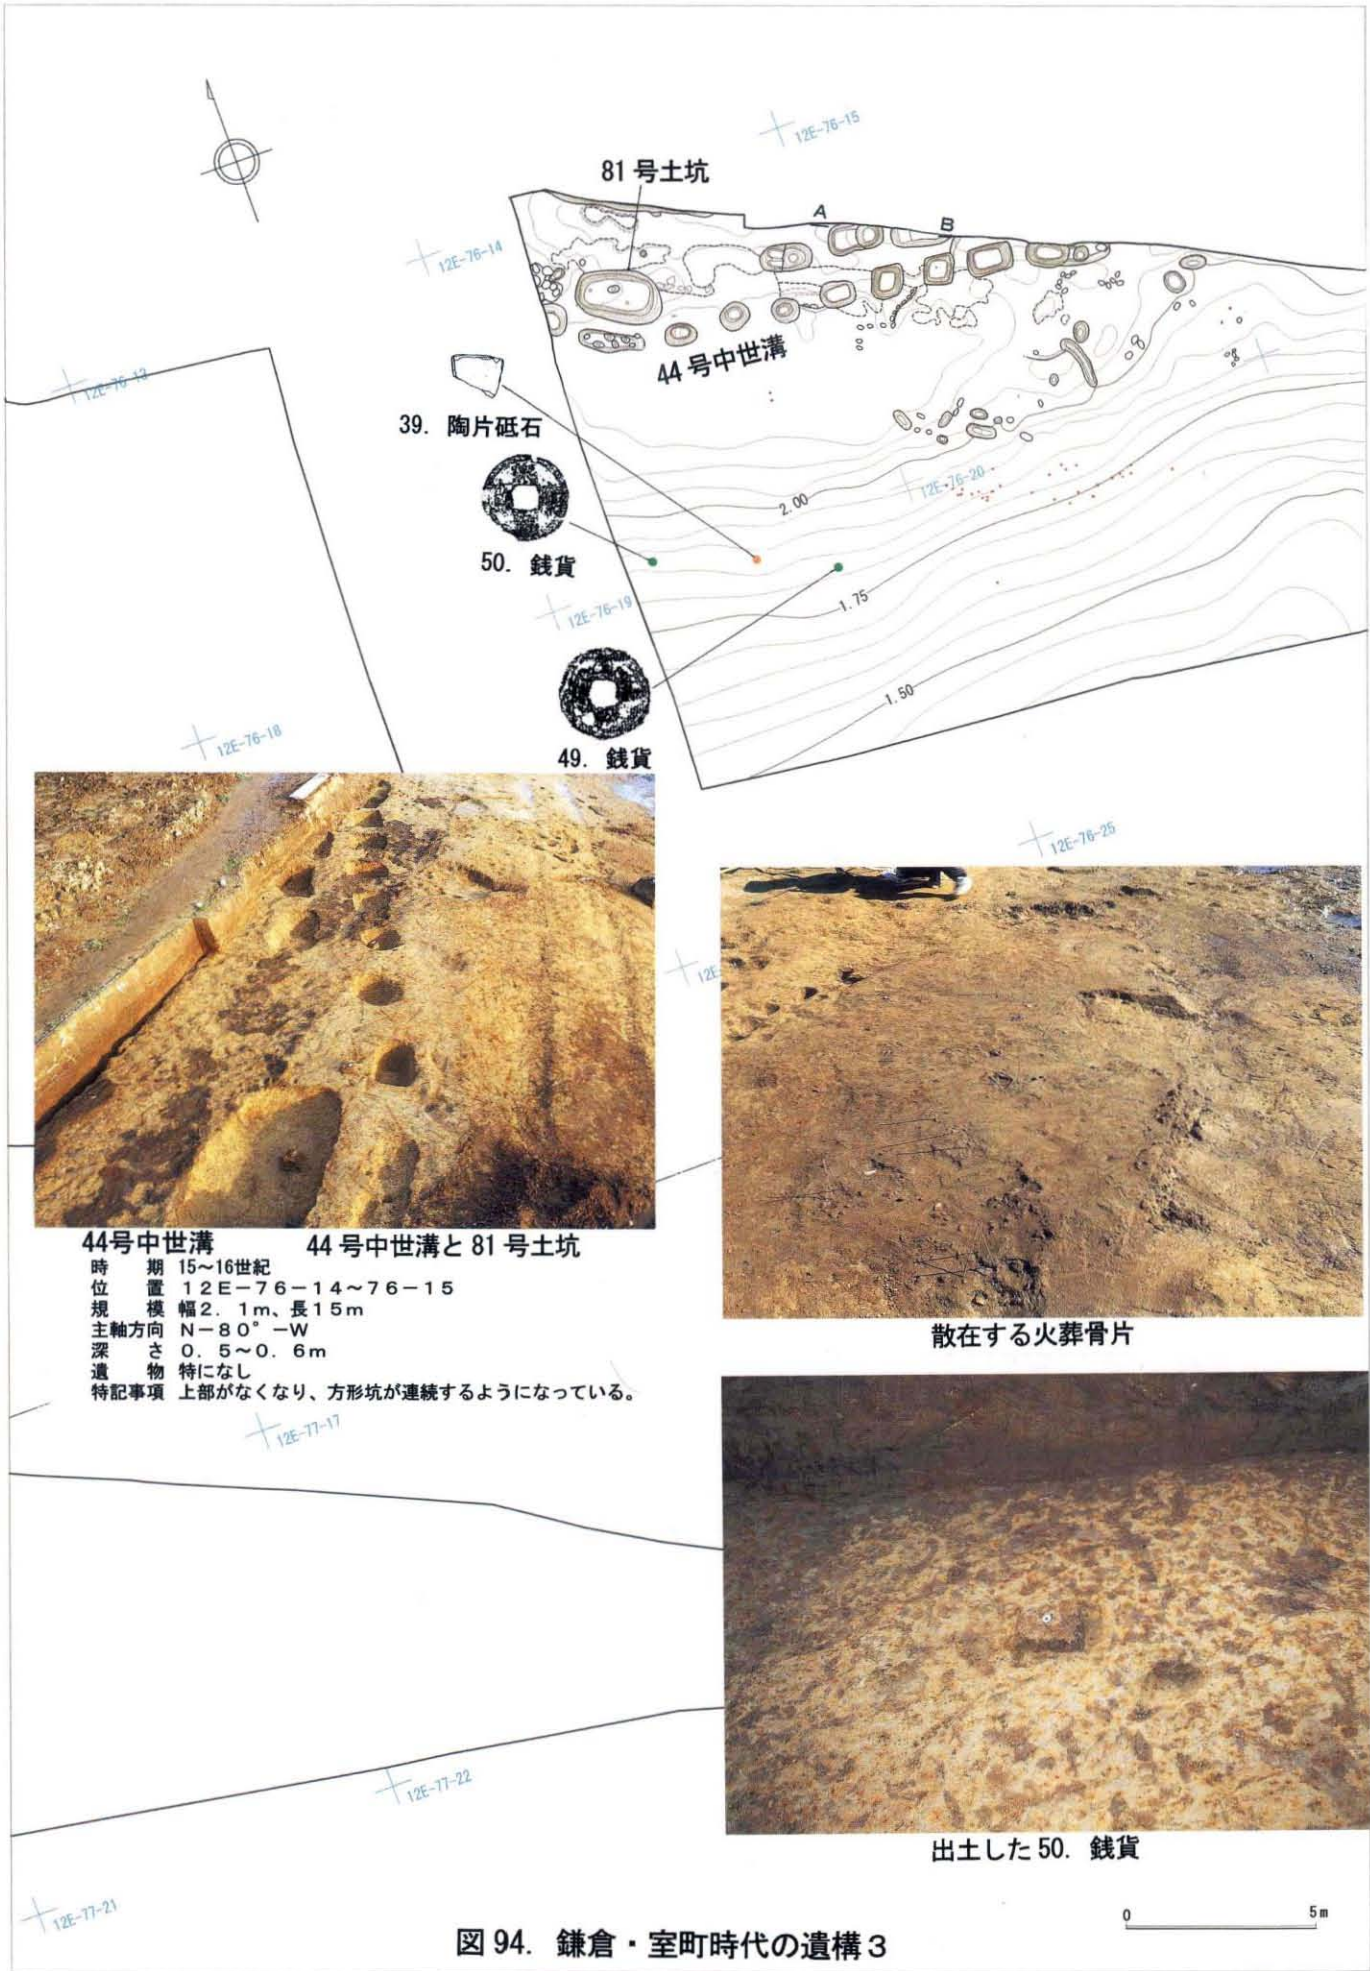 12E-76-15
81号土坑
A
B
12E-76-14
44号中世溝
12E-76-13
39. 陶片砥石
12E-76-20
2.00
50. 銭貨
12E-76-19
1.75
1.50
12E-76-18
49. 銭貨
12E-76-25
12E
44号中世溝
44号中世溝と81号土坑
時期 15〜16世紀
位置 12E-76-14〜76-15
規模 幅2.1m、長15m
主軸方向 N-80°-W
深さ 0.5〜0.6m
遺物 特になし
特記事項 上部がなくなり、方形坑が連続するようになっている。
散在する火葬骨片
12E-77-17
12E-77-22
出土した50. 銭貨
12E-77-21
0 5m
図94. 鎌倉・室町時代の遺構3